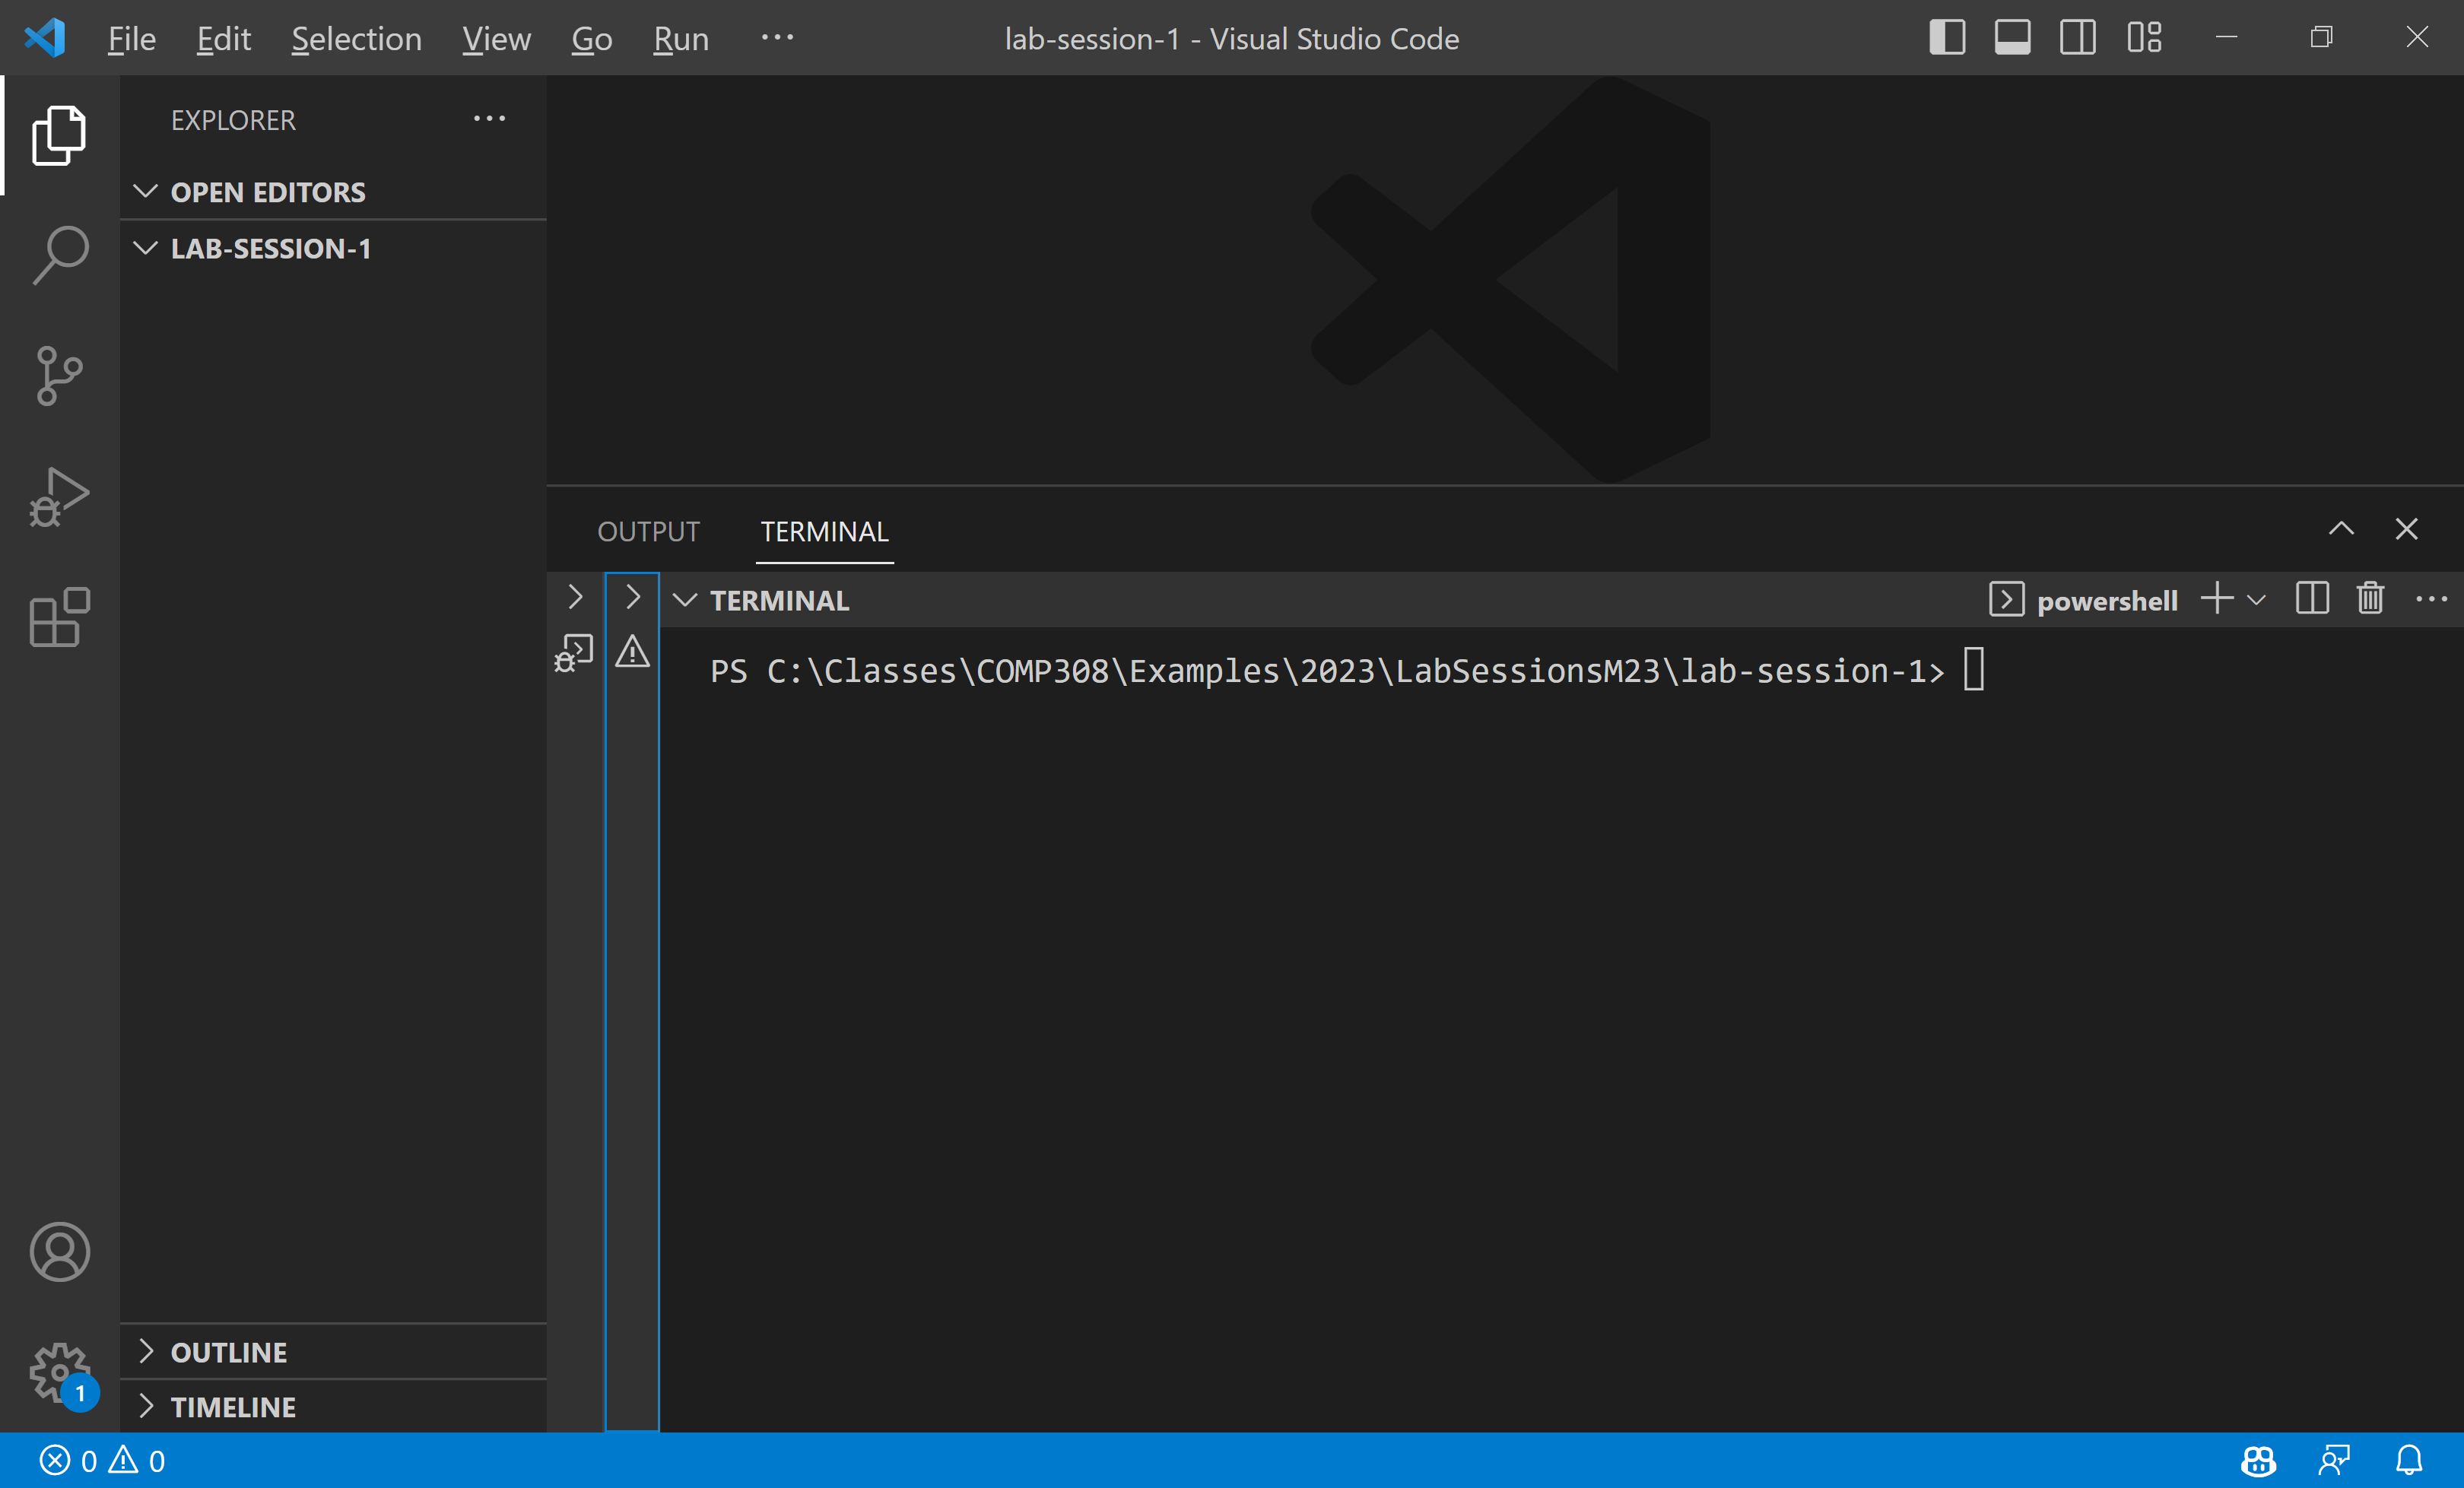 File Edit Selection View Go Run ··· lab-session-1 - Visual Studio Code
EXPLORER ···
OPEN EDITORS
LAB-SESSION-1
OUTPUT TERMINAL
TERMINAL powershell ···
PS C:\Classes\COMP308\Examples\2023\LabSessionsM23\lab-session-1>
OUTLINE
1
TIMELINE
0 0